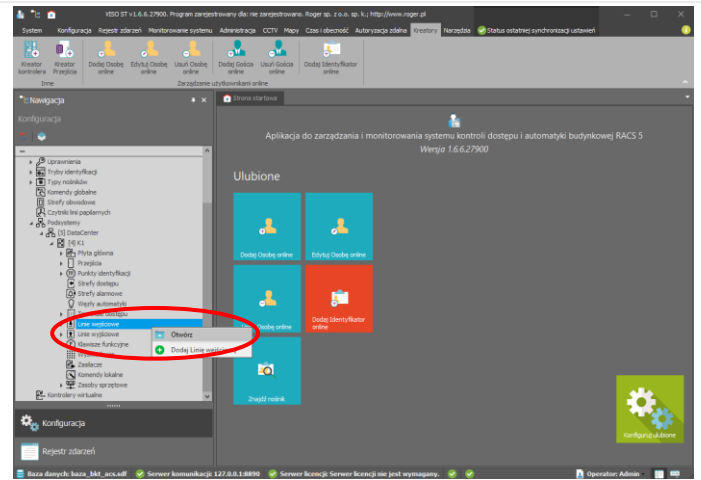 VISO ST v1.6.6.27900. Program zarejestrowany dla: nie zarejestrowano. Roger sp. z o.o. sp. k.; http://www.roger.pl
System Konfiguracja Rejestr zdarzeń Monitorowanie systemu Administracja CCTV Mapy Czas i obecność Autoryzacja zdalna Kreatory Narzędzia Status ostatniej synchronizacji ustawień
Kreator kontrolera Kreator Przejścia Dodaj Osobę online Edytuj Osobę online Usuń Osobę online Dodaj Gościa online Usuń Gościa online Dodaj Identyfikator online
Inne Zarządzanie użytkownikami online
Nawigacja
Strona startowa
Konfiguracja
Uprawnienia
Tryby identyfikacji
Typy nośników
Komendy globalne
Strefy obwodowe
Czytniki linii papilarnych
Podsystemy
[5] DataCenter
[4] K1
Płyta główna
Przejścia
Punkty identyfikacji
Strefy dostępu
Strefy alarmowe
Węzły automatyki
dostępu
Linie wejściowe
Linie wyjściowe
Klawisze funkcyjne
Zasilacze
Komendy lokalne
Zasoby sprzętowe
Kontrolery wirtualne
Otwórz
Dodaj Linię wejściową
Konfiguracja
Rejestr zdarzeń
Aplikacja do zarządzania i monitorowania systemu kontroli dostępu i automatyki budynkowej RACS 5
Wersja 1.6.6.27900
Ulubione
Dodaj Osobę online
Edytuj Osobę online
Osobę online
Dodaj Identyfikator online
Znajdź nośnik
Konfiguruj ulubione
Baza danych: baza_bkt_acs.sdf Serwer komunikacji: 127.0.0.1:8890 Serwer licencji: Serwer licencji nie jest wymagany. Operator: Admin